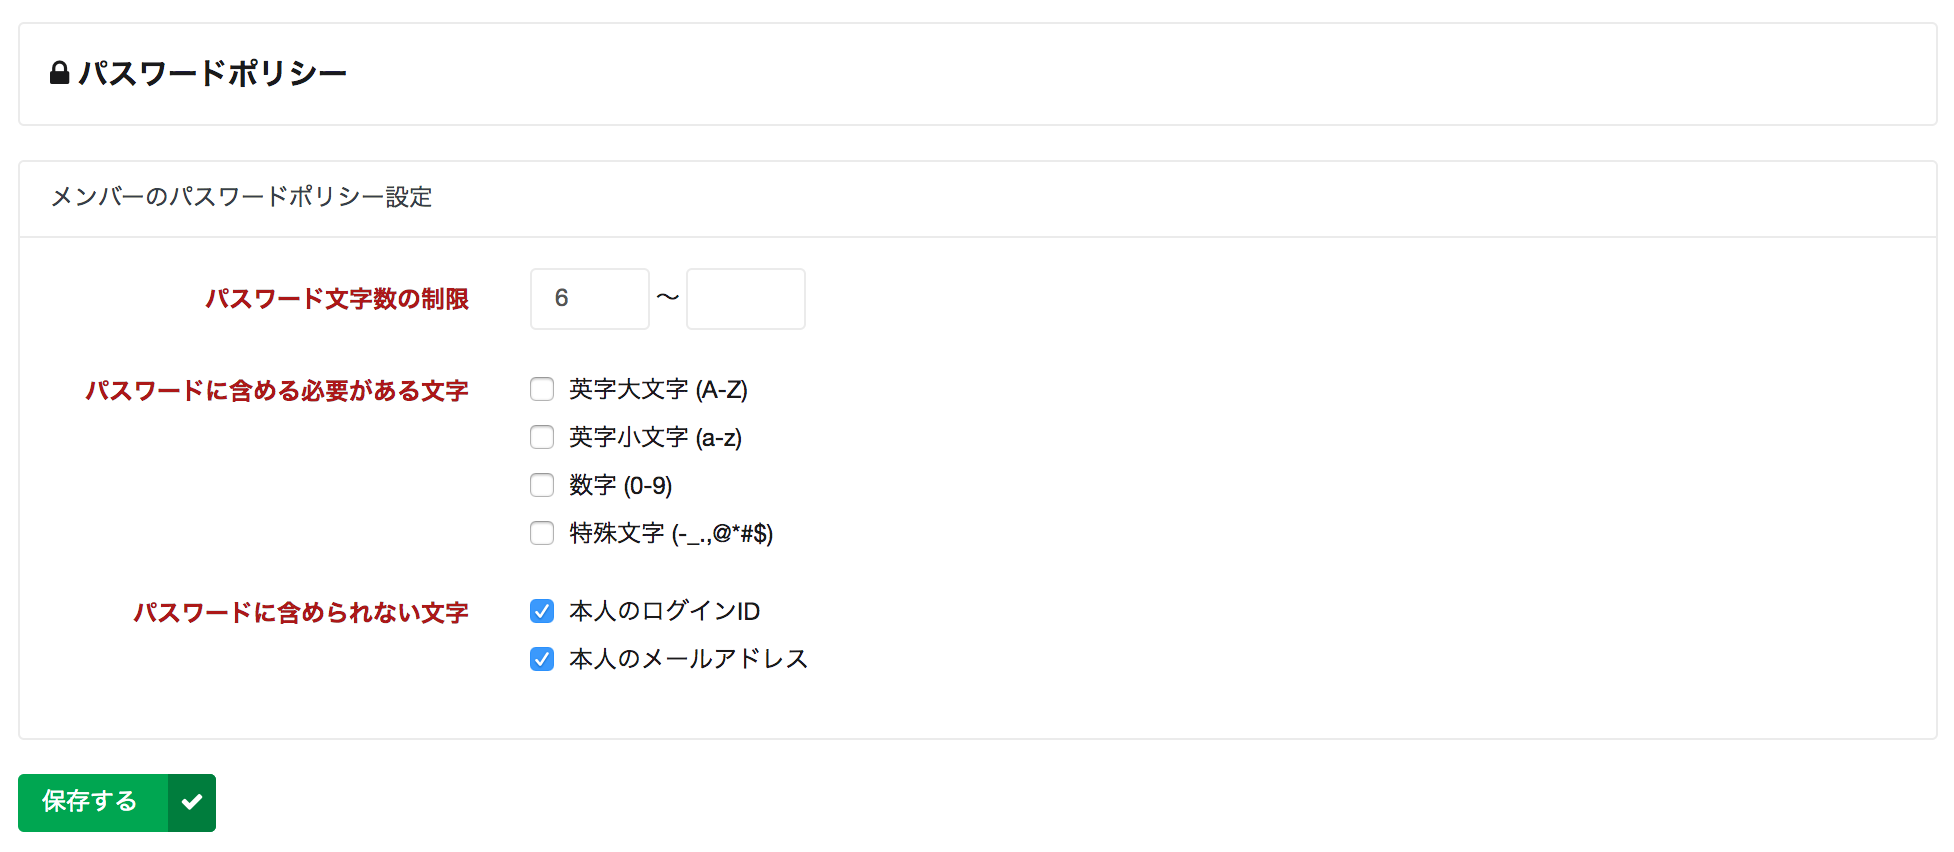 パスワードポリシー
メンバーのパスワードポリシー設定
パスワード文字数の制限 6 〜
パスワードに含める必要がある文字 英字大文字 (A-Z)
英字小文字 (a-z)
数字 (0-9)
特殊文字 (-_.,@*#$)
パスワードに含められない文字 本人のログインID
本人のメールアドレス
保存する